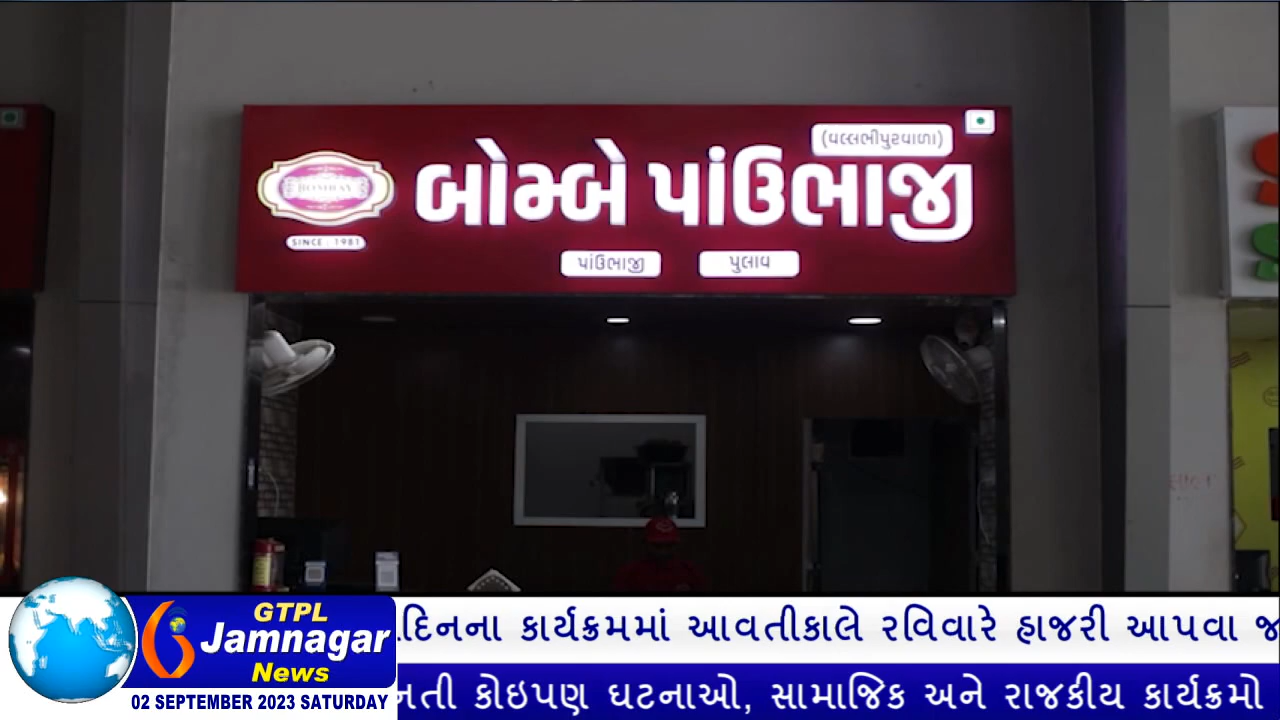 (વલ્લભીપુરવાળા)
બોમ્બે પાંઉભાજી
BOMBAY
SINCE : 1981
પાંઉભાજી પુલાવ
GTPL
Jamnagar
News
02 SEPTEMBER 2023 SATURDAY
કાર્યક્રમમાં આવતીકાલે રવિવારે હાજરી આપવા
કોઇપણ ઘટનાઓ, સામાજિક અને રાજકીય કાર્યક્રમો